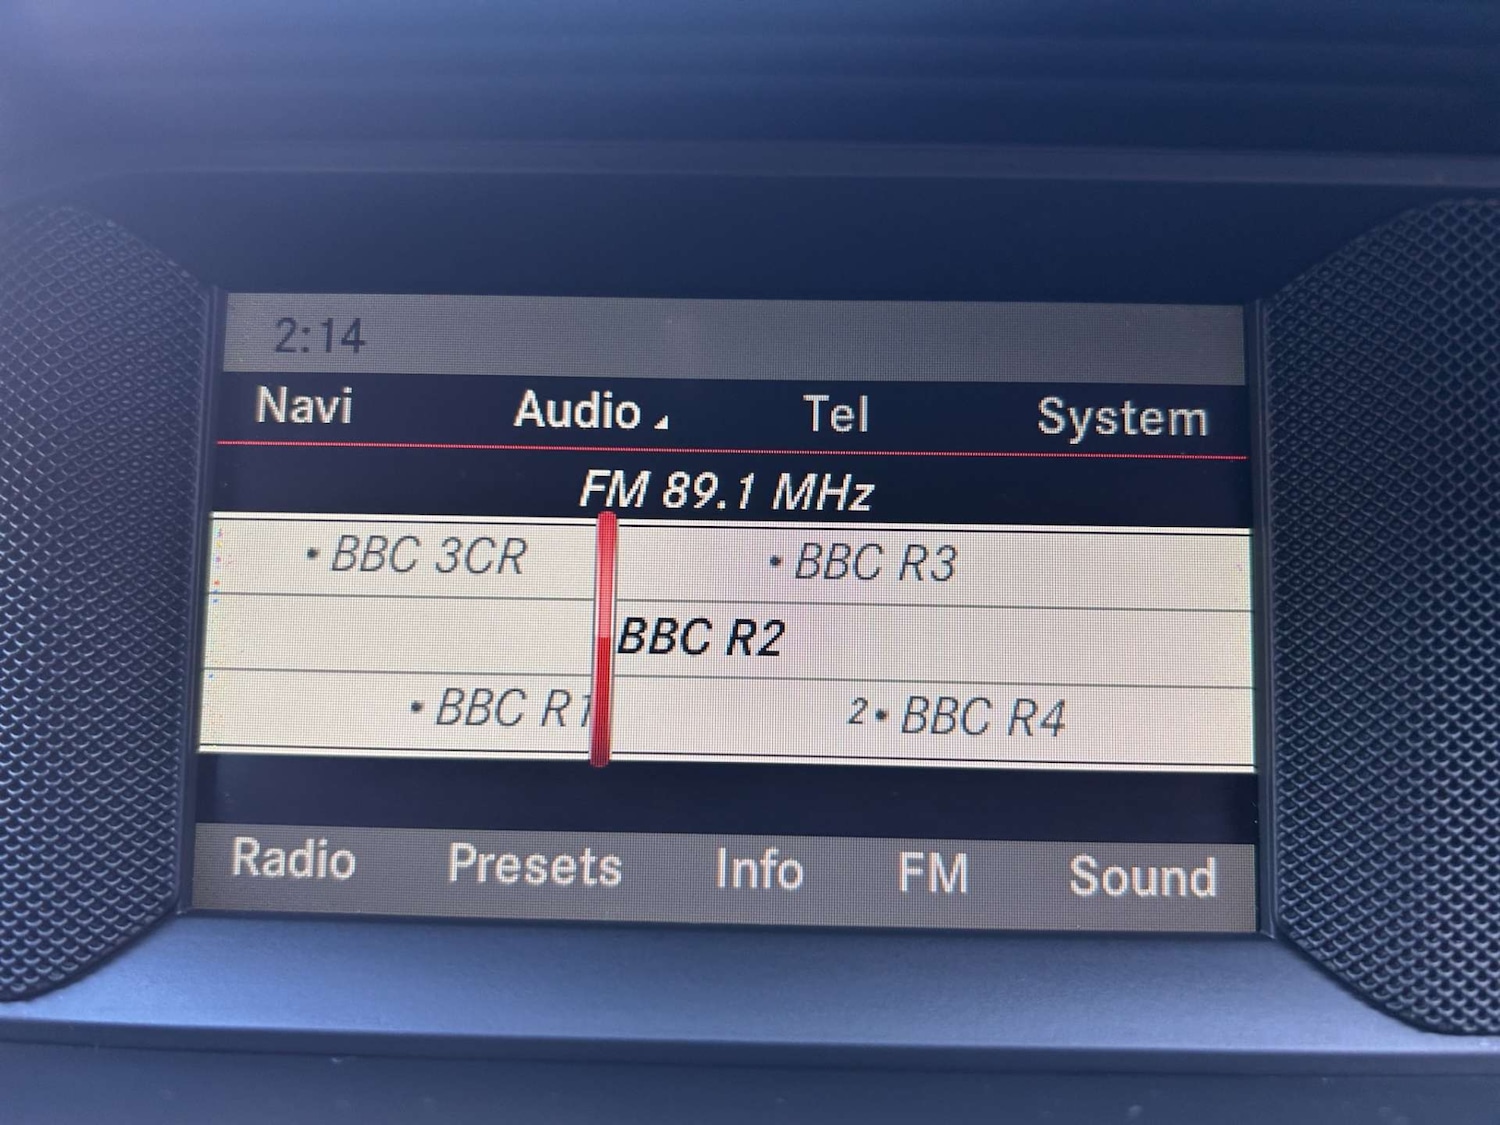 2:14
Navi Audio Tel System
FM 89.1 MHz
• BBC 3CR • BBC R3
BBC R2
• BBC R1 2• BBC R4
Radio Presets Info FM Sound